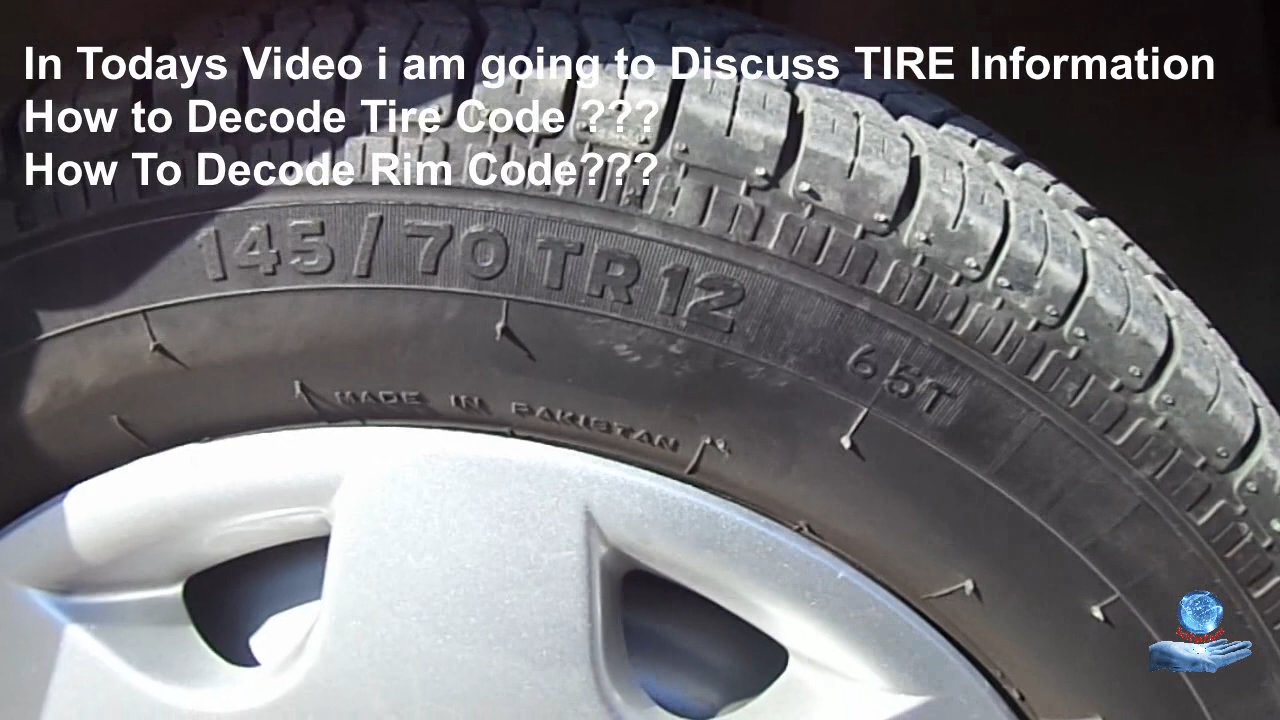 In Todays Video i am going to Discuss TIRE Information
How to Decode Tire Code ???
How To Decode Rim Code???
145/70 TR 12
65T
MADE IN PAKISTAN